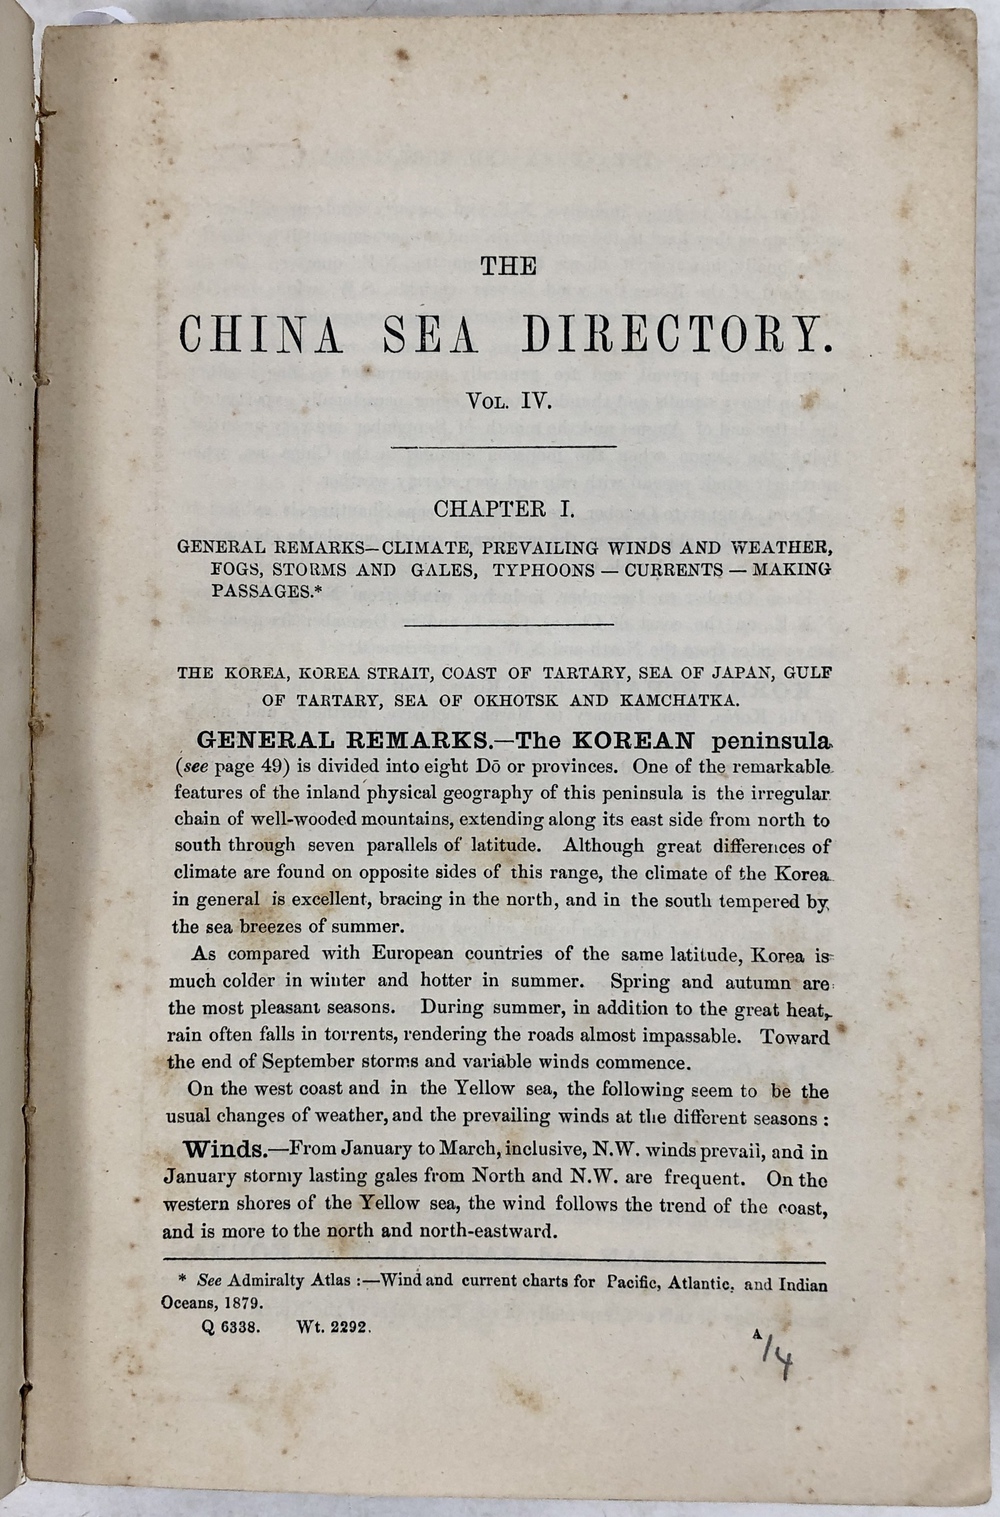 THE
CHINA SEA DIRECTORY.
VOL. IV.
CHAPTER I.
GENERAL REMARKS—CLIMATE, PREVAILING WINDS AND WEATHER,
FOGS, STORMS AND GALES, TYPHOONS — CURRENTS — MAKING
PASSAGES.*
THE KOREA, KOREA STRAIT, COAST OF TARTARY, SEA OF JAPAN, GULF
OF TARTARY, SEA OF OKHOTSK AND KAMCHATKA.
GENERAL REMARKS.—The KOREAN peninsula
(see page 49) is divided into eight Dō or provinces. One of the remarkable
features of the inland physical geography of this peninsula is the irregular
chain of well-wooded mountains, extending along its east side from north to
south through seven parallels of latitude. Although great differences of
climate are found on opposite sides of this range, the climate of the Korea
in general is excellent, bracing in the north, and in the south tempered by
the sea breezes of summer.
As compared with European countries of the same latitude, Korea is
much colder in winter and hotter in summer. Spring and autumn are
the most pleasant seasons. During summer, in addition to the great heat,
rain often falls in torrents, rendering the roads almost impassable. Toward
the end of September storms and variable winds commence.
On the west coast and in the Yellow sea, the following seem to be the
usual changes of weather, and the prevailing winds at the different seasons :
Winds.—From January to March, inclusive, N.W. winds prevail, and in
January stormy lasting gales from North and N.W. are frequent. On the
western shores of the Yellow sea, the wind follows the trend of the coast,
and is more to the north and north-eastward.
* See Admiralty Atlas :—Wind and current charts for Pacific, Atlantic, and Indian
Oceans, 1879.
Q 6338. Wt. 2292.
A
/4